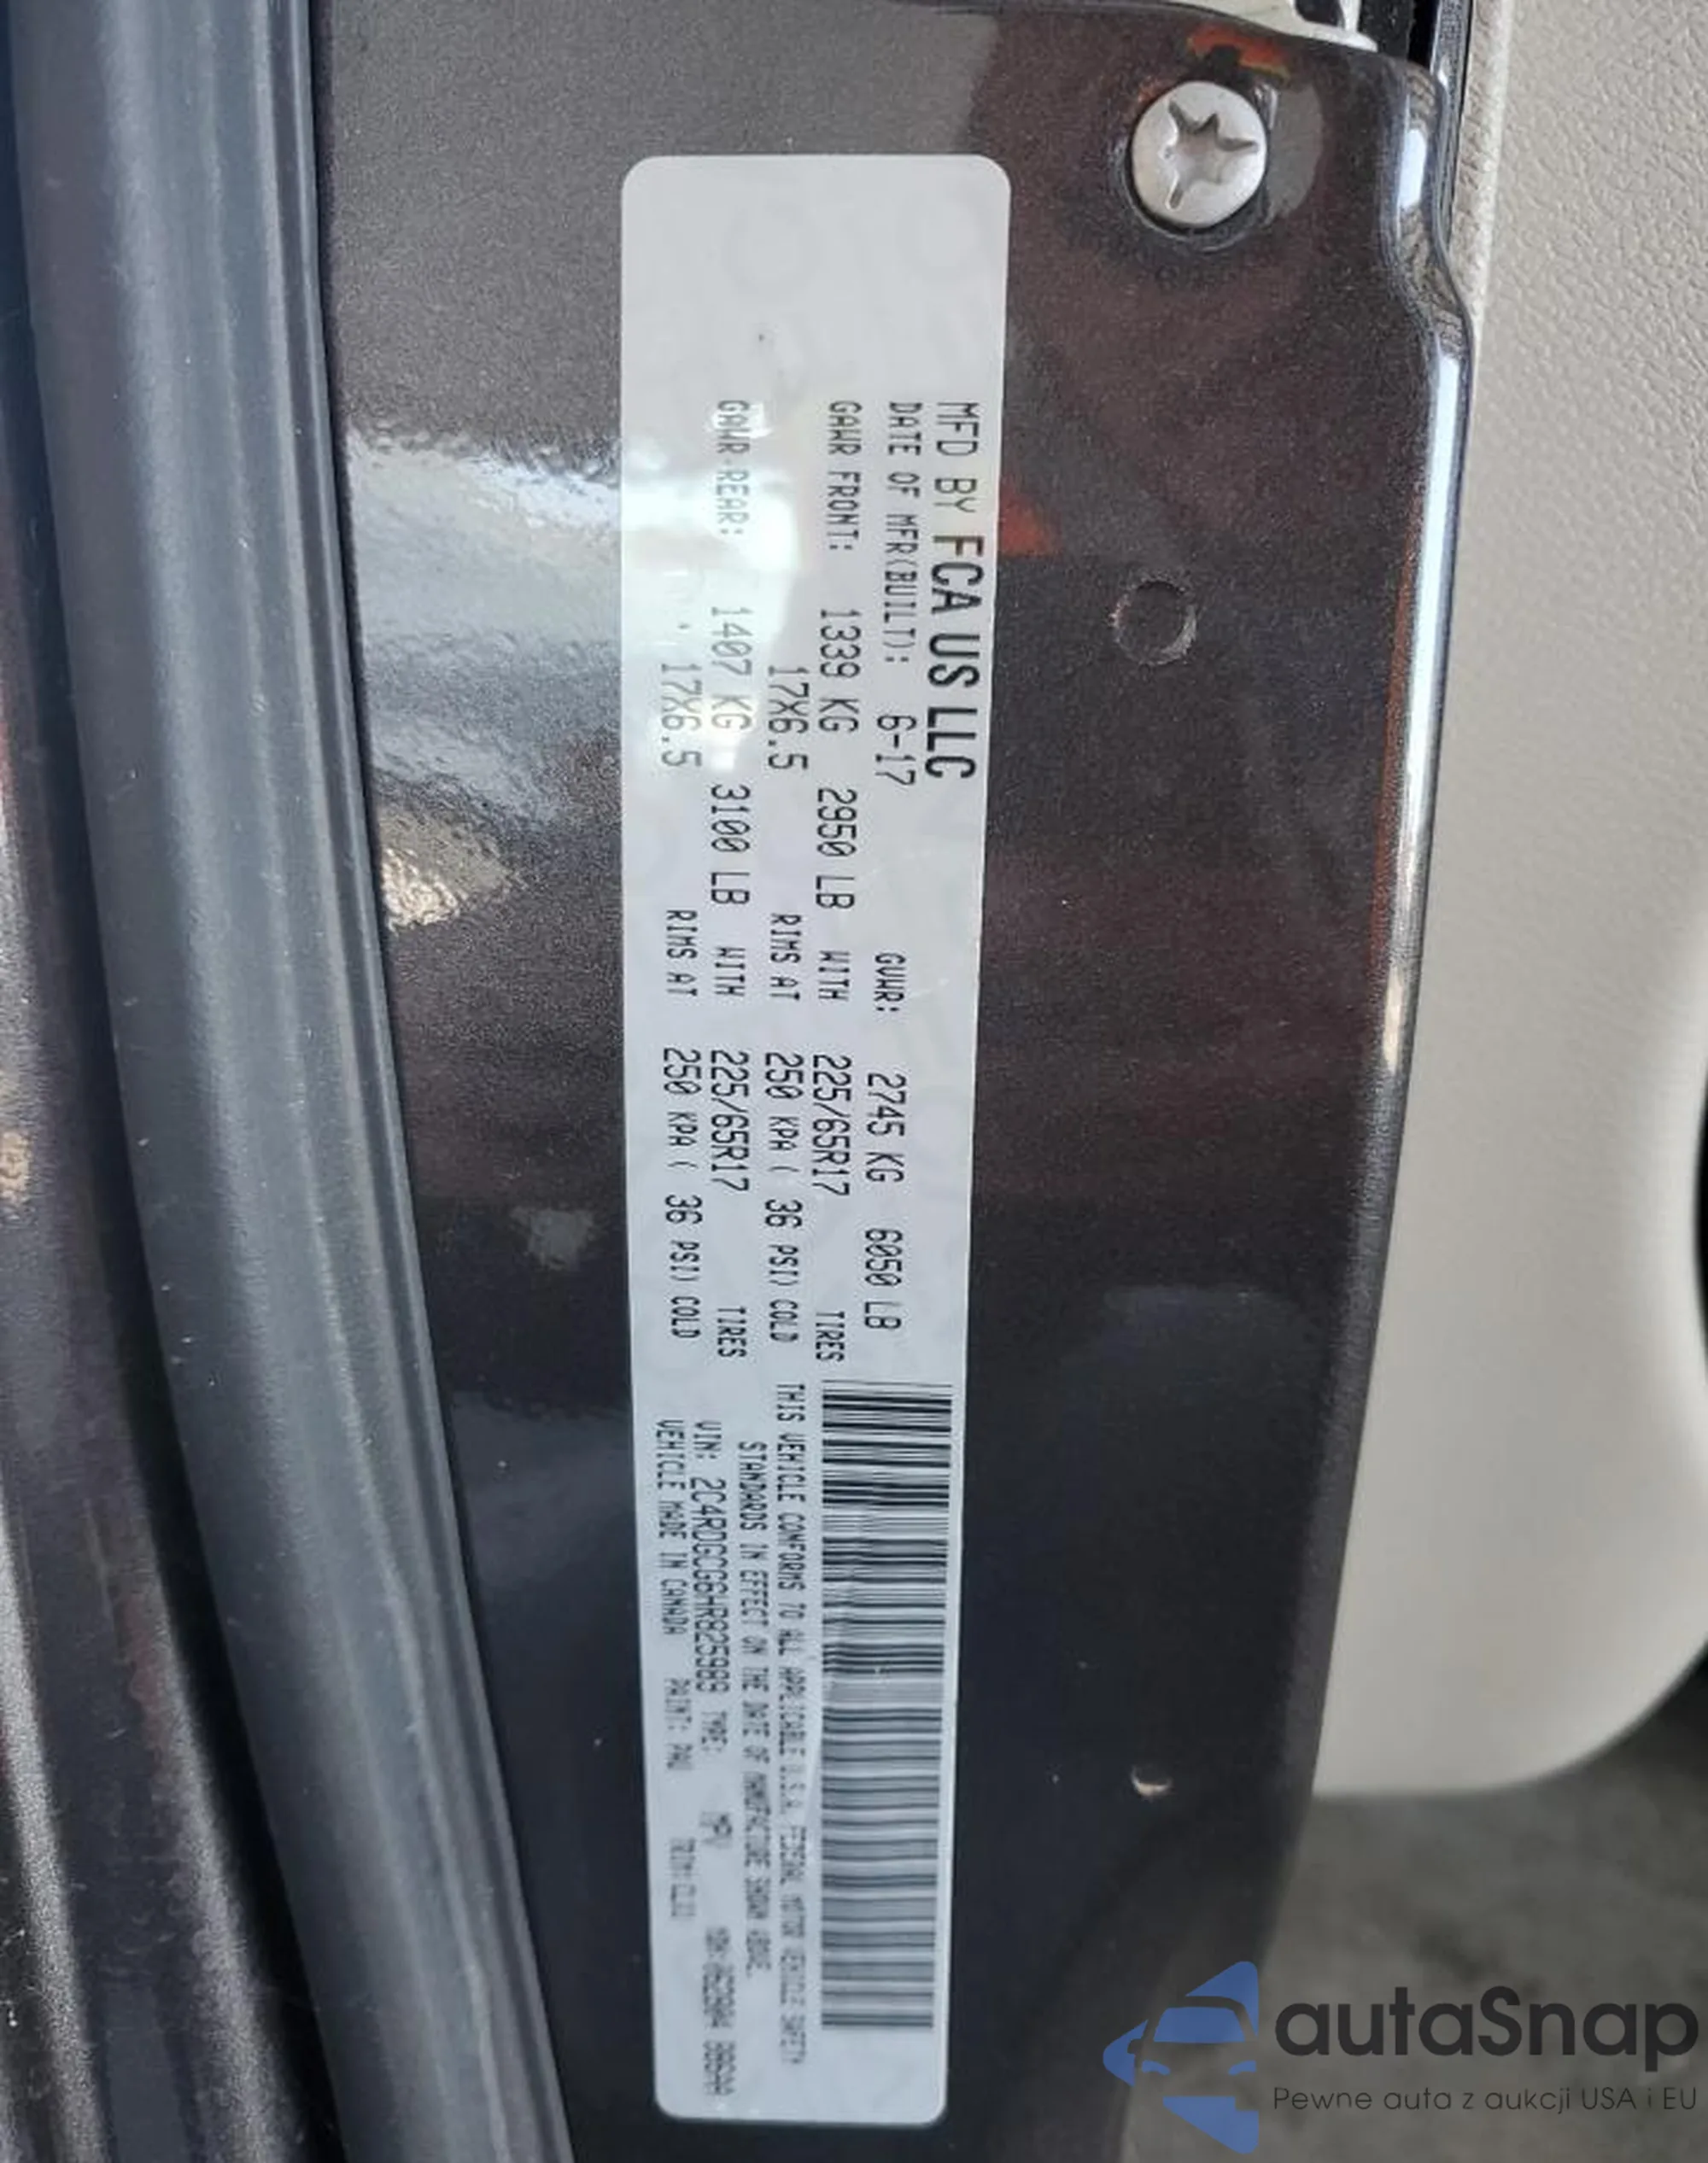 MFD BY FCA US LLC
DATE OF MFR(BUILT): 6-17 GVWR: 2745 KG 6050 LB
GAWR FRONT: 1339 KG 2950 LB WITH 225/65R17 TIRES
17X6.5 RIMS AT 250 KPA ( 36 PSI) COLD
GAWR REAR: 1407 KG 3100 LB WITH 225/65R17 TIRES
17X6.5 RIMS AT 250 KPA ( 36 PSI) COLD
THIS VEHICLE CONFORMS TO ALL APPLICABLE U.S.A. FEDERAL MOTOR VEHICLE SAFETY
STANDARDS IN EFFECT ON THE DATE OF MANUFACTURE SHOWN ABOVE.
VIN: 2C4RDGCG6HR825989 TYPE: MPV
VEHICLE MADE IN CANADA PAINT: PAU TRIM:
autaSnap
Pewne auta z aukcji USA i EU